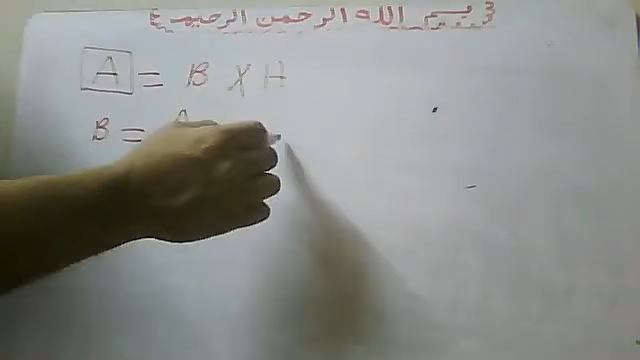 بسم الله الرحمن الرحيم
A = B X H
B = A